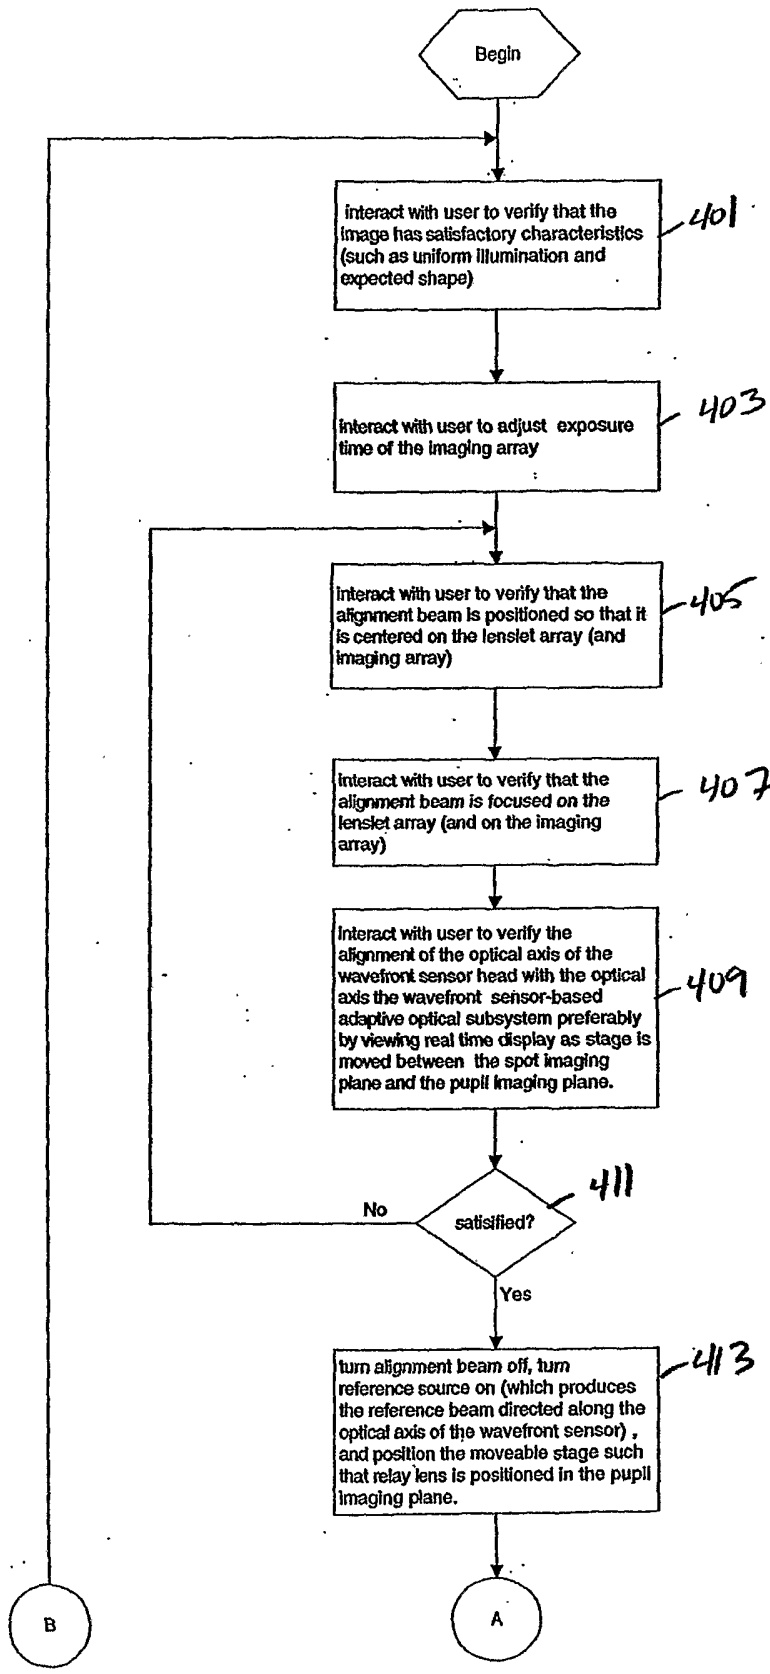 Begin
interact with user to verify that the
image has satisfactory characteristics
(such as uniform illumination and
expected shape)
401
interact with user to adjust exposure
time of the imaging array
403
interact with user to verify that the
alignment beam is positioned so that it
is centered on the lenslet array (and
imaging array)
405
interact with user to verify that the
alignment beam is focused on the
lenslet array (and on the imaging
array)
407
interact with user to verify the
alignment of the optical axis of the
wavefront sensor head with the optical
axis the wavefront sensor-based
adaptive optical subsystem preferably
by viewing real time display as stage is
moved between the spot imaging
plane and the pupil imaging plane.
409
satisified?
411
No
Yes
turn alignment beam off, turn
reference source on (which produces
the reference beam directed along the
optical axis of the wavefront sensor) ,
and position the moveable stage such
that relay lens is positioned in the pupil
imaging plane.
413
B
A